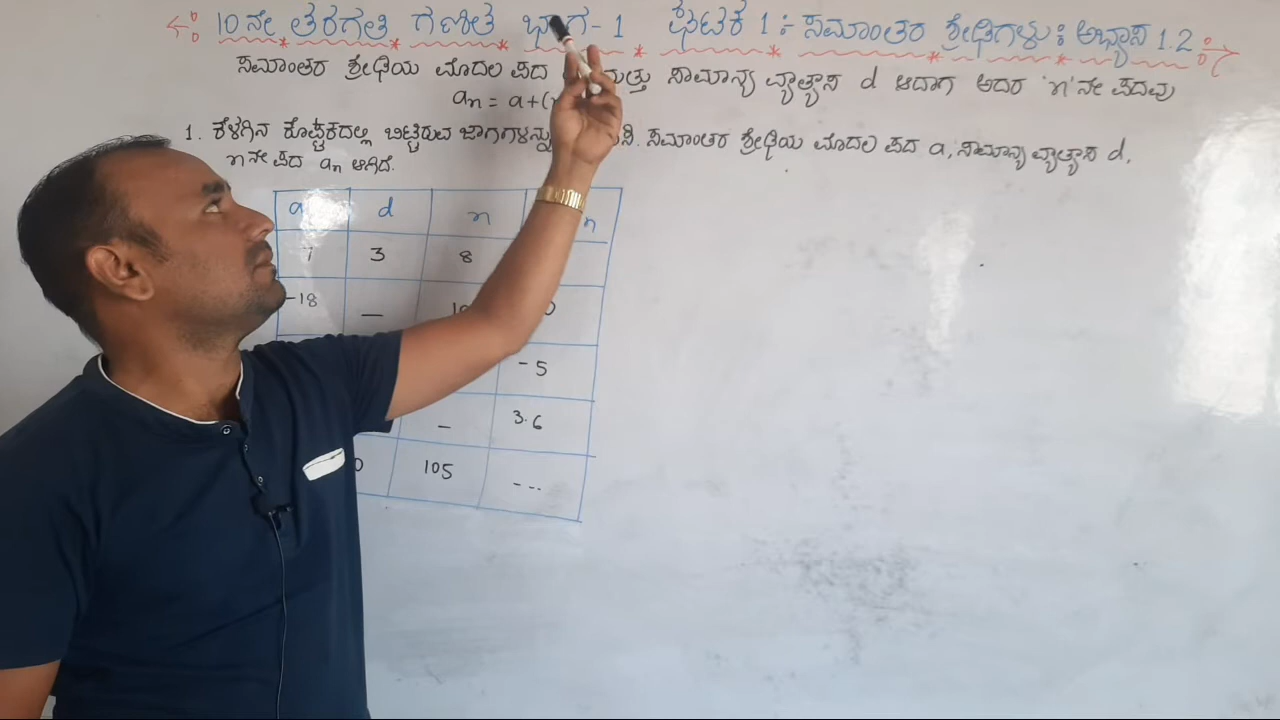 10ನೇ ತರಗತಿ ಗಣಿತ ಭಾಗ-1 ಘಟಕ 1 :- ಸಮಾಂತರ ಶ್ರೇಢಿಗಳು : ಅಭ್ಯಾಸ 1.2
ಸಮಾಂತರ ಶ್ರೇಢಿಯ ಮೊದಲ ಪದ ಮತ್ತು ಸಾಮಾನ್ಯ ವ್ಯಾತ್ಯಾಸ d ಆದಾಗ ಅದರ 'n'ನೇ ಪದವು
an = a+(
1. ಕೆಳಗಿನ ಕೋಷ್ಟಕದಲ್ಲಿ ಬಿಟ್ಟಿರುವ ಜಾಗಗಳನ್ನು ಸಮಾಂತರ ಶ್ರೇಢಿಯ ಮೊದಲ ಪದ a, ಸಾಮಾನ್ಯ ವ್ಯಾತ್ಯಾಸ d,
nನೇ ಪದ an ಆಗಿದೆ.
a d n n
7 3 8
-18 —
-5
– 3.6
105 ---